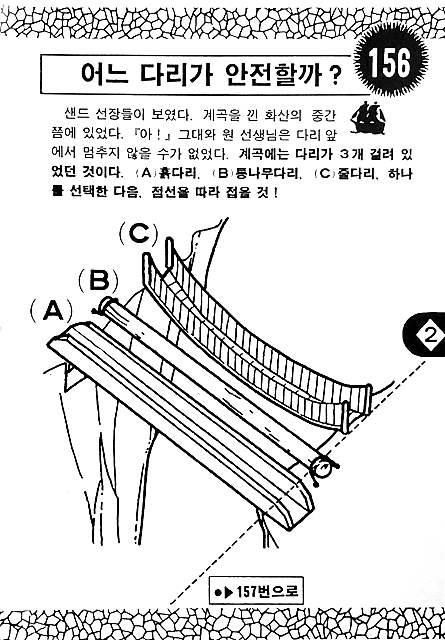 156
어느 다리가 안전할까?
샌드 선장들이 보였다. 계곡을 낀 화산의 중간
쯤에 있었다. 『아!』 그대와 원 선생님은 다리 앞
에서 멈추지 않을 수가 없었다. 계곡에는 다리가 3개 걸려 있
었던 것이다. (A)흙다리, (B)통나무다리, (C)줄다리, 하나
를 선택한 다음, 점선을 따라 접을 것!
(C)
(B)
(A)
2
●▶157번으로